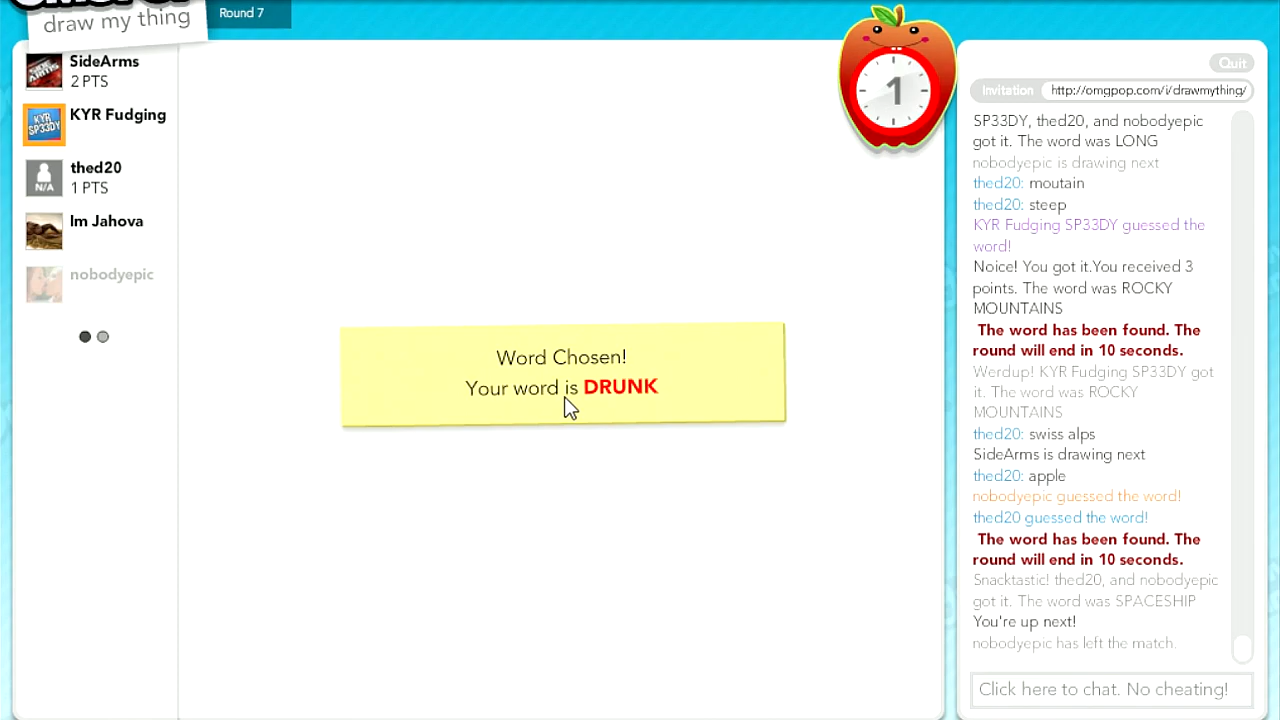 draw my thing
Round 7
SideArms
2 PTS
KYR Fudging
KYR
SP33DY
thed20
1 PTS
N/A
Im Jahova
nobodyepic
1
Word Chosen!
Your word is DRUNK
Quit
Invitation http://omgpop.com/i/drawmything/
SP33DY, thed20, and nobodyepic
got it. The word was LONG
nobodyepic is drawing next
thed20: moutain
thed20: steep
KYR Fudging SP33DY guessed the
word!
Noice! You got it.You received 3
points. The word was ROCKY
MOUNTAINS
The word has been found. The
round will end in 10 seconds.
Werdup! KYR Fudging SP33DY got
it. The word was ROCKY
MOUNTAINS
thed20: swiss alps
SideArms is drawing next
thed20: apple
nobodyepic guessed the word!
thed20 guessed the word!
The word has been found. The
round will end in 10 seconds.
Snacktastic! thed20, and nobodyepic
got it. The word was SPACESHIP
You're up next!
nobodyepic has left the match.
Click here to chat. No cheating!